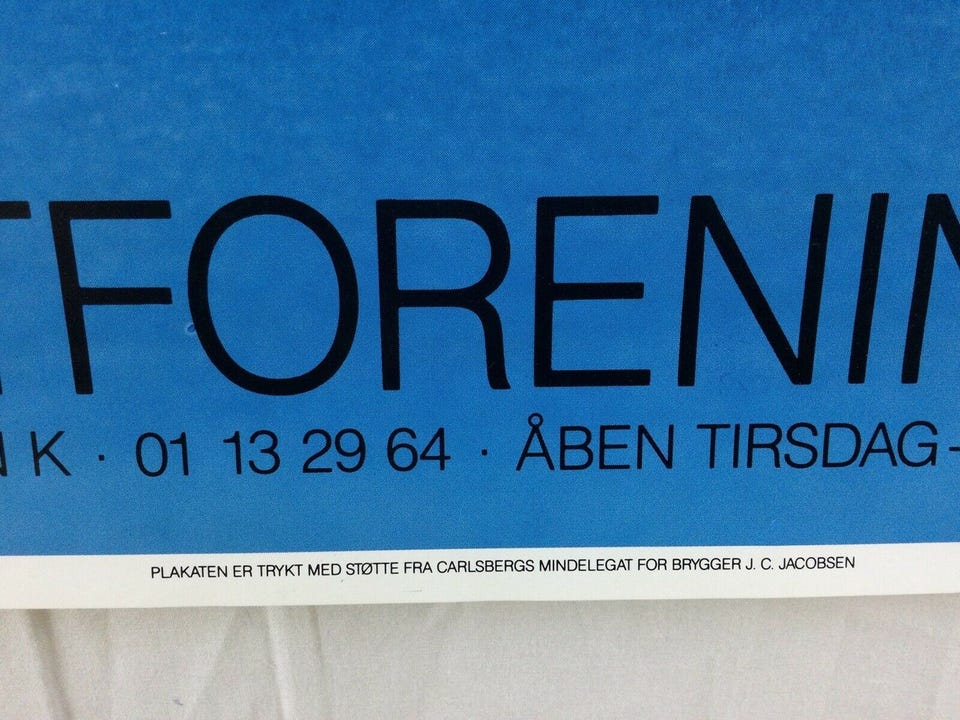 TFORENIN
N K · 01 13 29 64 · ÅBEN TIRSDAG-
PLAKATEN ER TRYKT MED STØTTE FRA CARLSBERGS MINDELEGAT FOR BRYGGER J. C. JACOBSEN